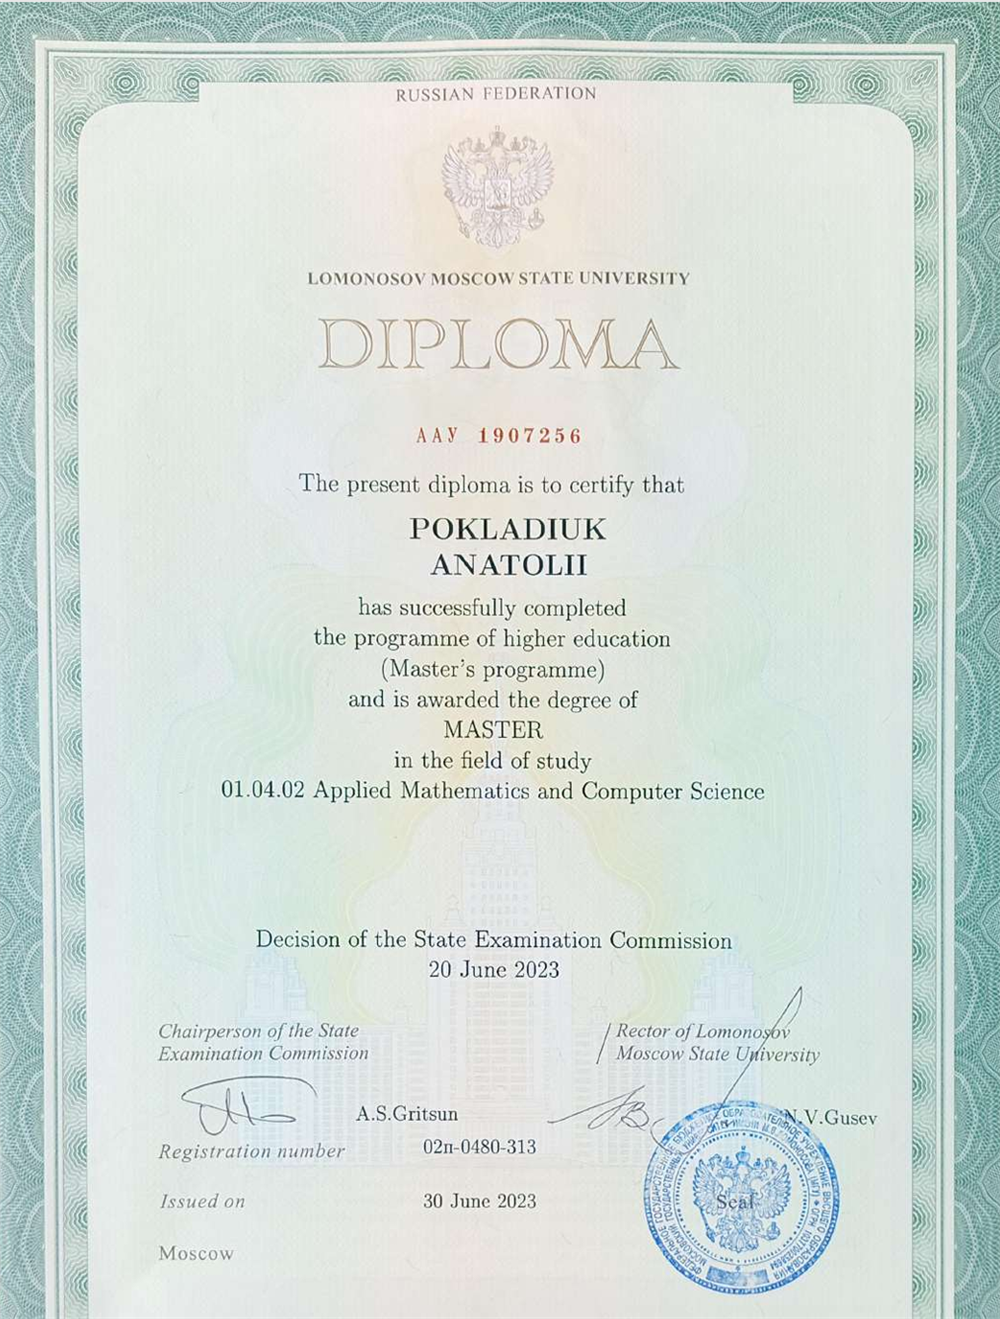 RUSSIAN FEDERATION
LOMONOSOV MOSCOW STATE UNIVERSITY
DIPLOMA
ААУ 1907256
The present diploma is to certify that
POKLADIUK
ANATOLII
has successfully completed
the programme of higher education
(Master's programme)
and is awarded the degree of
MASTER
in the field of study
01.04.02 Applied Mathematics and Computer Science
Decision of the State Examination Commission
20 June 2023
Chairperson of the State
Examination Commission
Rector of Lomonosov
Moscow State University
A.S.Gritsun
N.V.Gusev
Registration number
02п-0480-313
Issued on
30 June 2023
Seal
Moscow